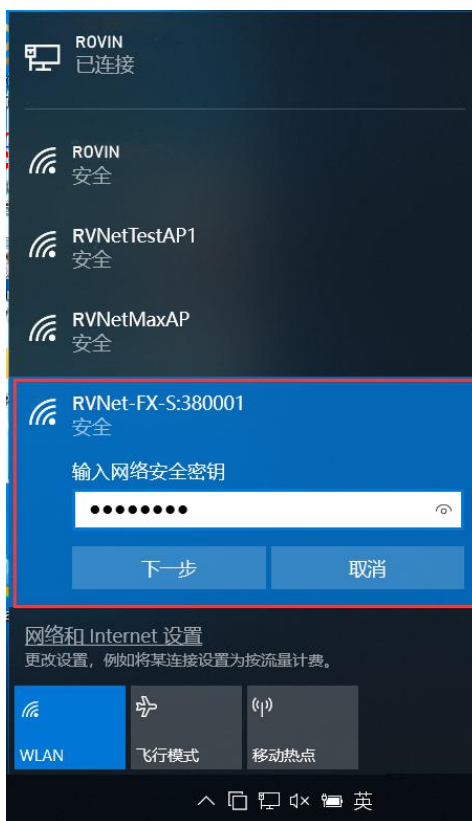 ROVIN
已连接
ROVIN
安全
RVNetTestAP1
安全
RVNetMaxAP
安全
RVNet-FX-S:380001
安全
输入网络安全密钥
●●●●●●●●
下一步 取消
网络和 Internet 设置
更改设置，例如将某连接设置为按流量计费。
WLAN 飞行模式 移动热点
英